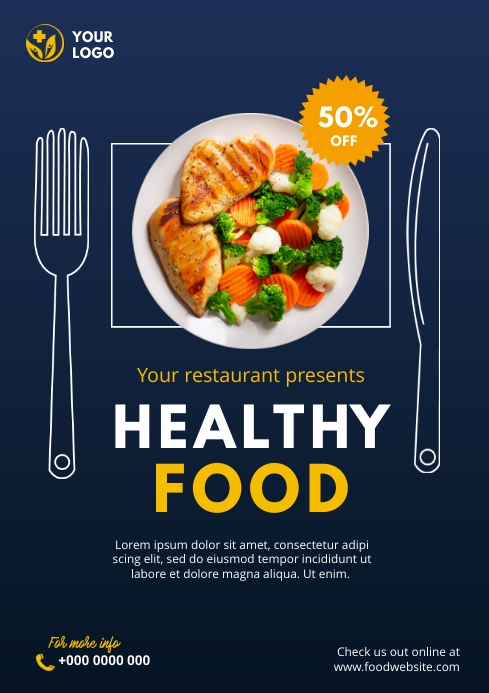 YOUR
LOGO
50%
OFF
Your restaurant presents
HEALTHY
FOOD
Lorem ipsum dolor sit amet, consectetur adipi
scing elit, sed do eiusmod tempor incididunt ut
labore et dolore magna aliqua. Ut enim.
For more info
+000 0000 000
Check us out online at
www.foodwebsite.com